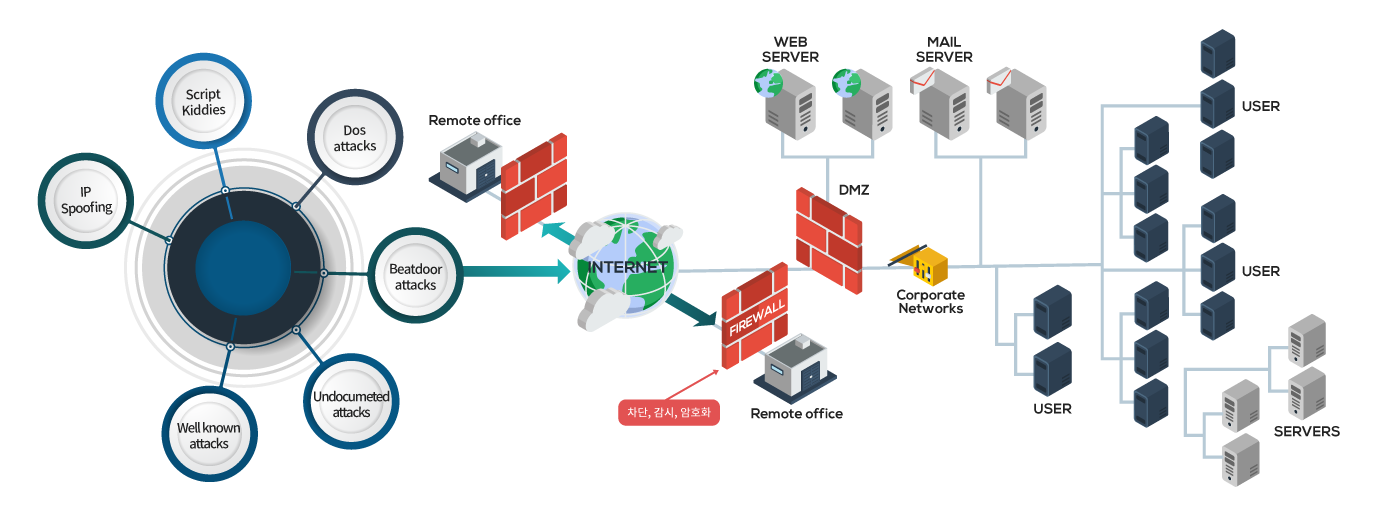 Script
Kiddies
Dos
attacks
IP
Spoofing
Beatdoor
attacks
Undocumeted
attacks
Well known
attacks
Remote office
INTERNET
FIREWALL
차단, 감시, 암호화
Remote office
WEB
SERVER
MAIL
SERVER
DMZ
Corporate
Networks
USER
USER
USER
SERVERS